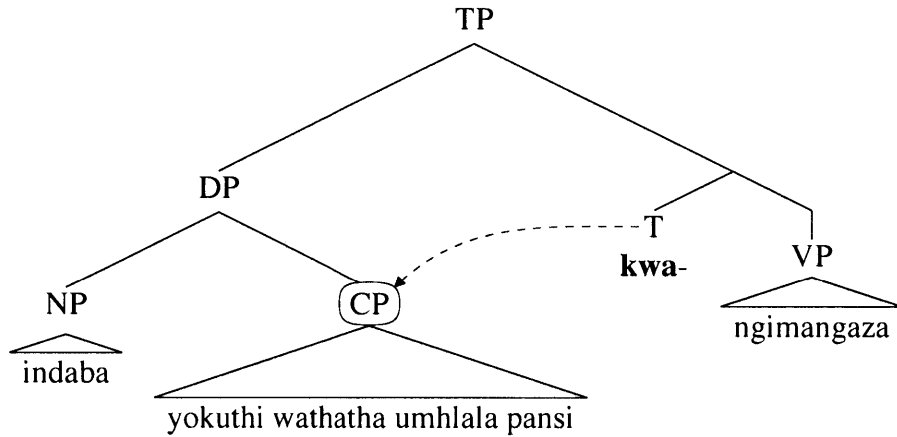 TP
DP
T
kwa-
VP
NP
CP
ngimangaza
indaba
yokuthi wathatha umhlala pansi